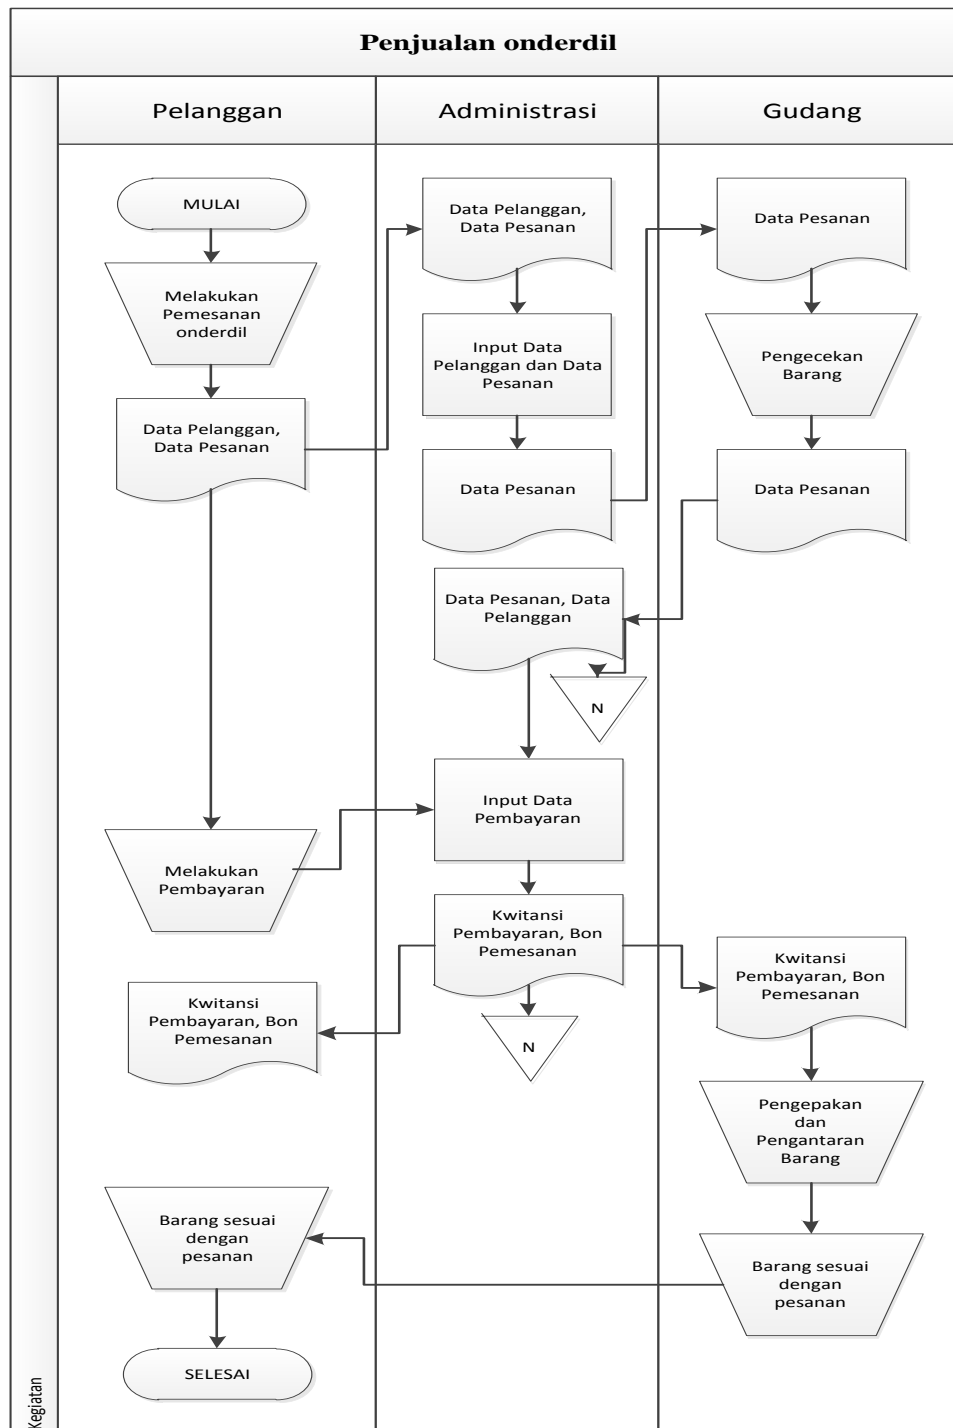 Penjualan onderdil
Pelanggan
Administrasi
Gudang
MULAI
Melakukan
Pemesanan
onderdil
Data Pelanggan,
Data Pesanan
Melakukan
Pembayaran
Kwitansi
Pembayaran, Bon
Pemesanan
Barang sesuai
dengan
pesanan
SELESAI
Data Pelanggan,
Data Pesanan
Input Data
Pelanggan dan Data
Pesanan
Data Pesanan
Data Pesanan, Data
Pelanggan
N
Input Data
Pembayaran
Kwitansi
Pembayaran, Bon
Pemesanan
N
Data Pesanan
Pengecekan
Barang
Data Pesanan
Kwitansi
Pembayaran, Bon
Pemesanan
Pengepakan
dan
Pengantaran
Barang
Barang sesuai
dengan
pesanan
Kegiatan